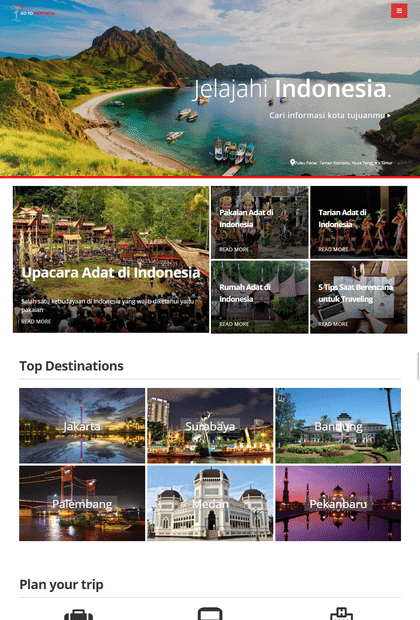 GO TO INDONESIA
Jelajahi Indonesia.
Cari informasi kota tujuanmu
Pulau Padar, Taman Komodo, Nusa Tenggara Timur
Upacara Adat di Indonesia
Salah satu kebudayaan di Indonesia yang wajib diketahui yaitu
pakaian
READ MORE
Pakaian Adat di
Indonesia
READ MORE
Tarian Adat di
Indonesia
READ MORE
Rumah Adat di
Indonesia
READ MORE
5 Tips Saat Berencana
untuk Traveling
READ MORE
Top Destinations
Jakarta
Surabaya
Bandung
Palembang
Medan
Pekanbaru
Plan your trip
H